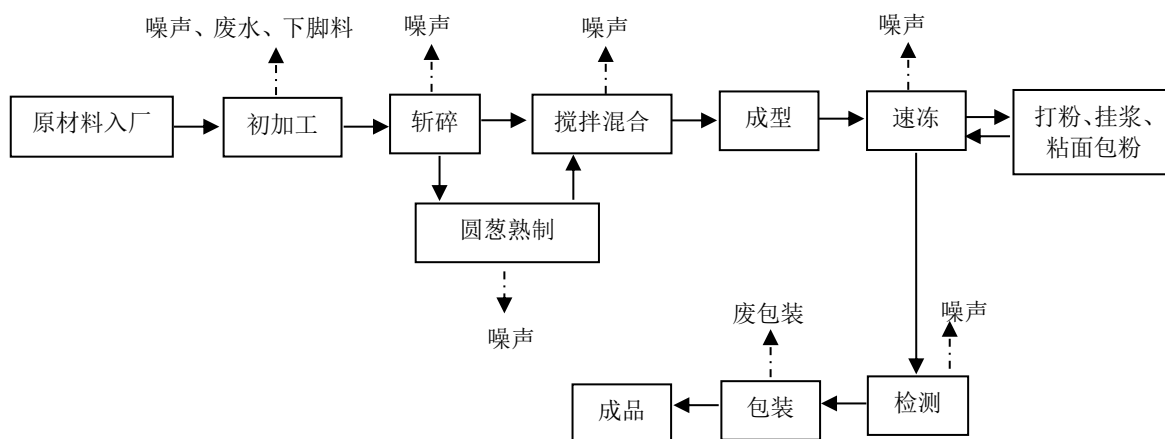 噪声、废水、下脚料
噪声
噪声
噪声
原材料入厂
初加工
斩碎
搅拌混合
成型
速冻
打粉、挂浆、
粘面包粉
圆葱熟制
噪声
废包装
噪声
成品
包装
检测